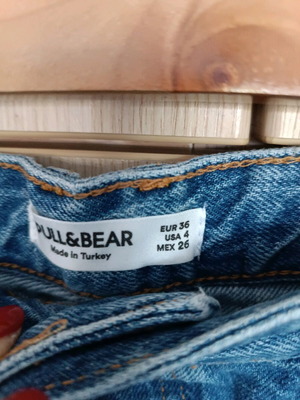 PULL&BEAR
Made in Turkey
EUR 36
USA 4
MEX 26